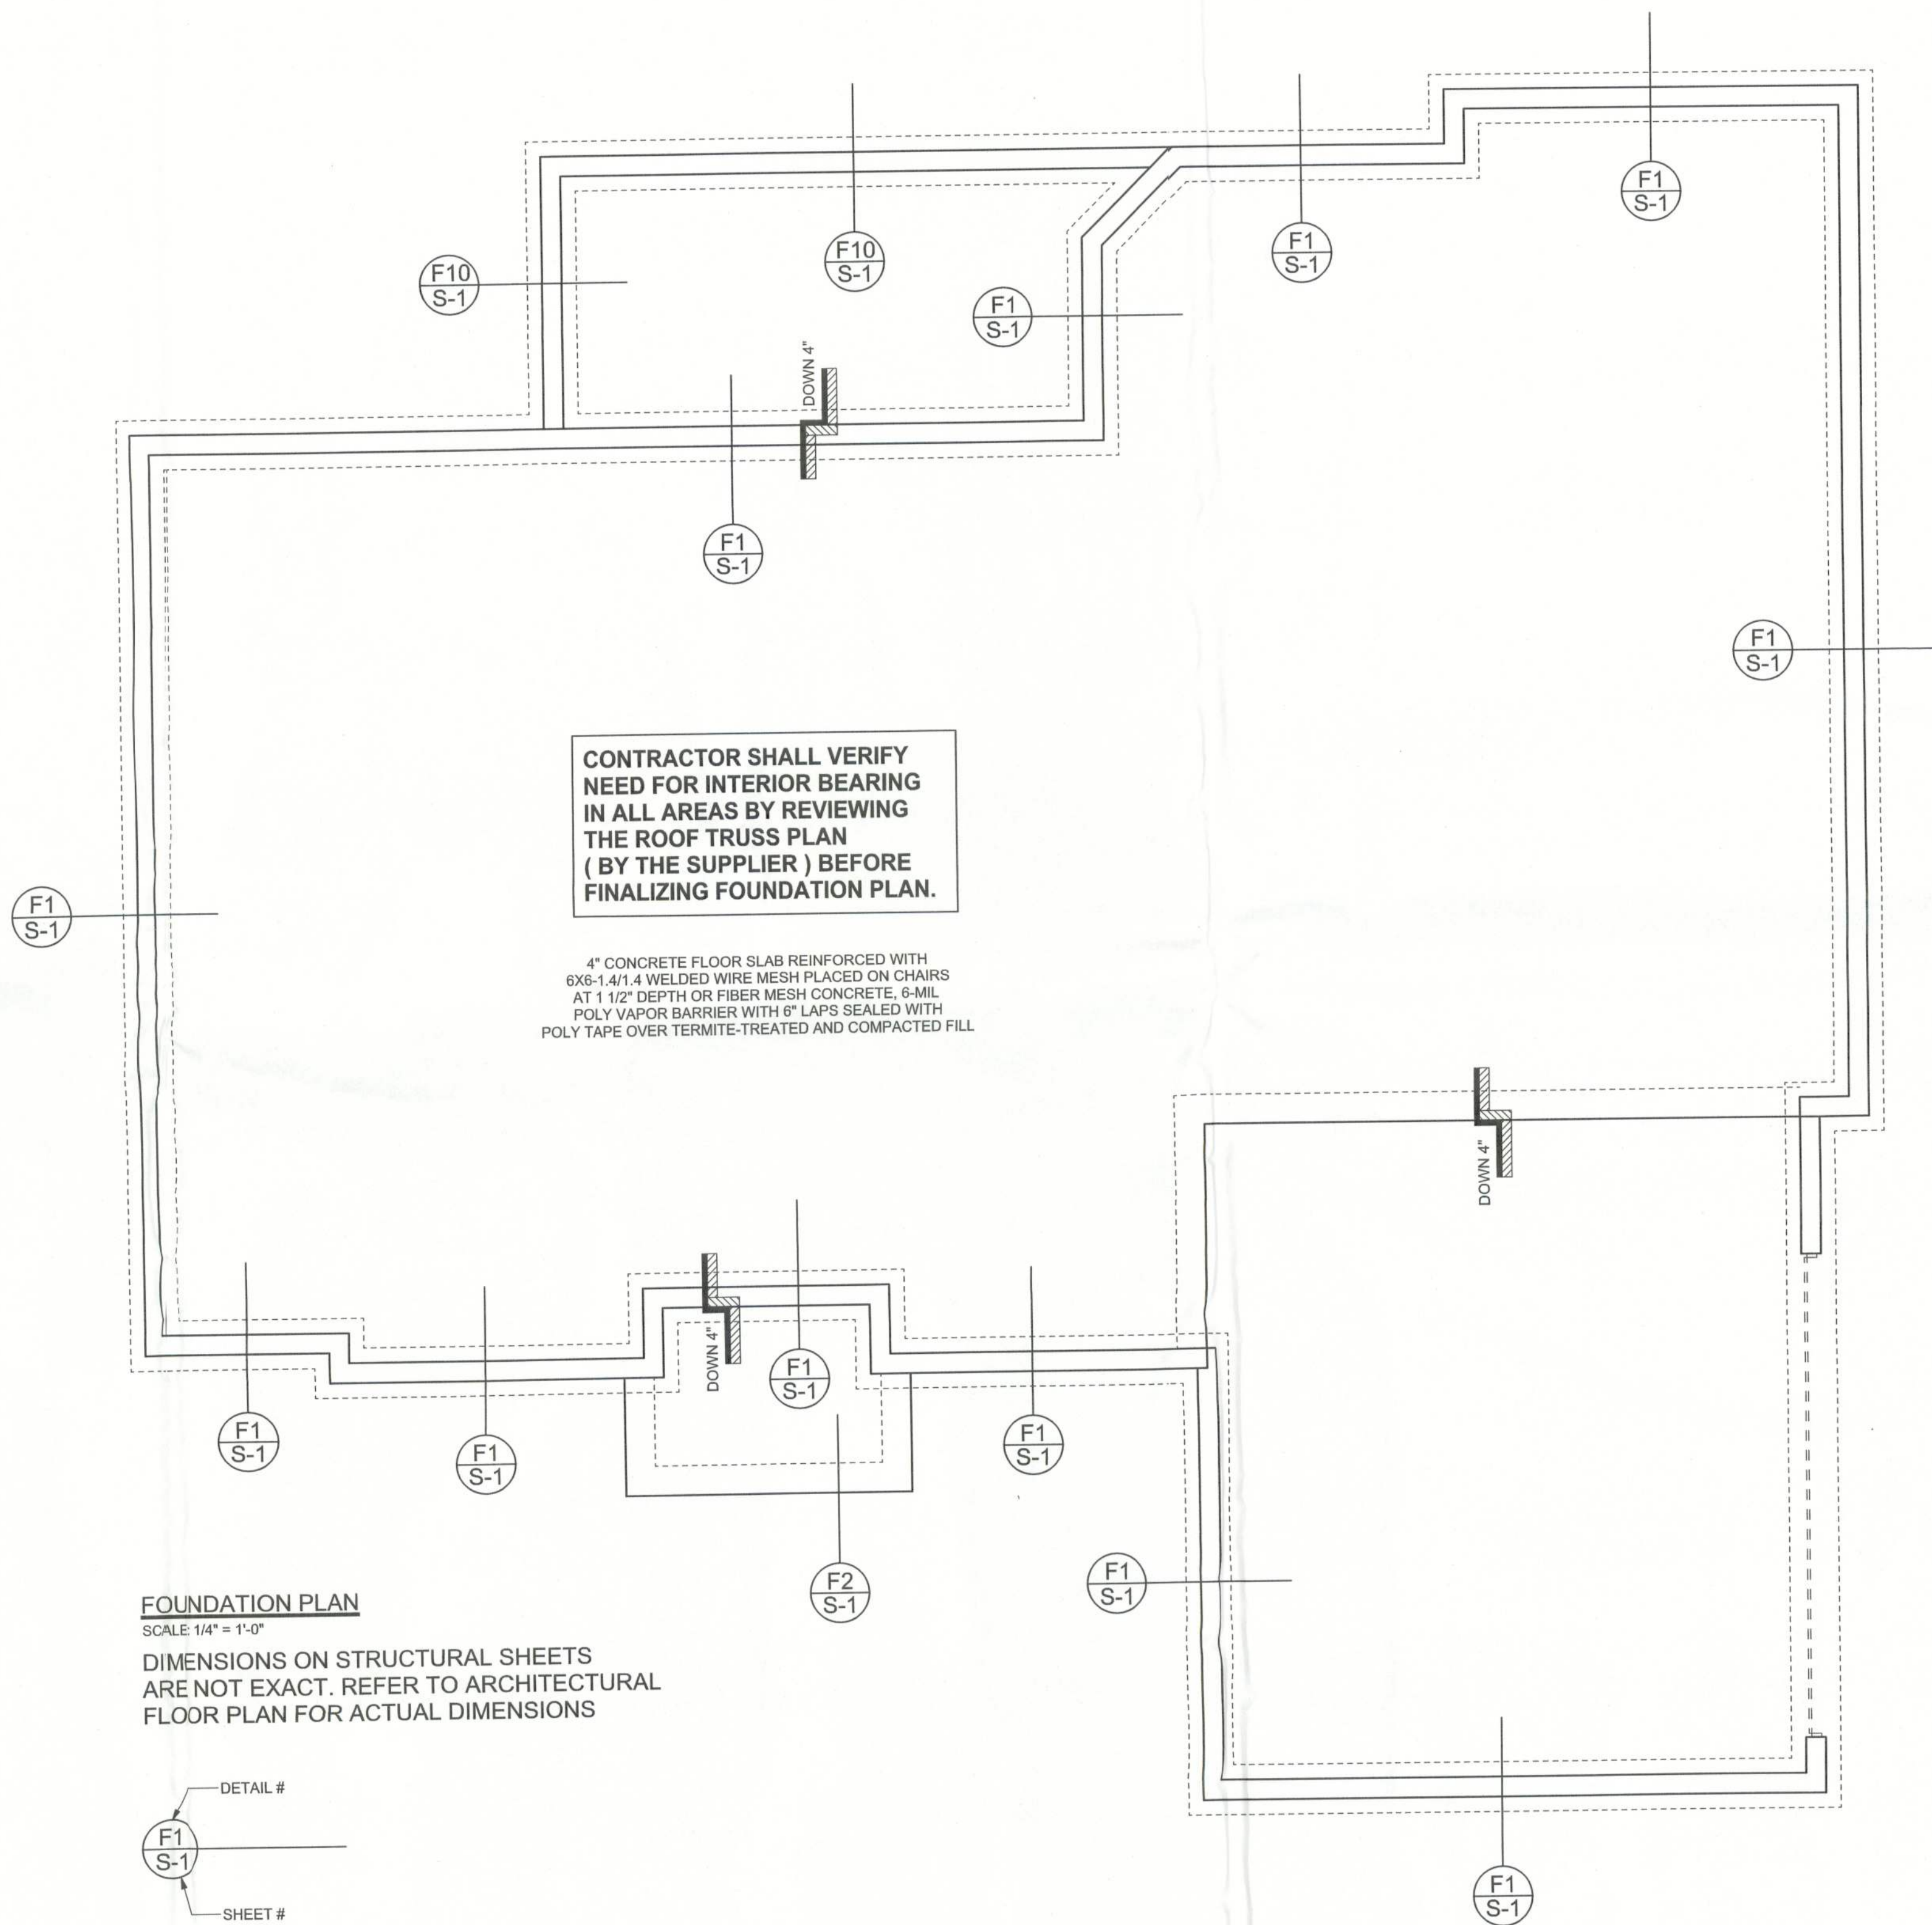 F1
S-1
F10
S-1
F1
S-1
F10
S-1
F1
S-1
DOWN 4"
F1
S-1
F1
S-1
CONTRACTOR SHALL VERIFY
NEED FOR INTERIOR BEARING
IN ALL AREAS BY REVIEWING
THE ROOF TRUSS PLAN
( BY THE SUPPLIER ) BEFORE
FINALIZING FOUNDATION PLAN.
F1
S-1
4" CONCRETE FLOOR SLAB REINFORCED WITH
6X6-1.4/1.4 WELDED WIRE MESH PLACED ON CHAIRS
AT 1 1/2" DEPTH OR FIBER MESH CONCRETE, 6-MIL
POLY VAPOR BARRIER WITH 6" LAPS SEALED WITH
POLY TAPE OVER TERMITE-TREATED AND COMPACTED FILL
DOWN 4"
DOWN 4"
F1
S-1
F1
S-1
F1
S-1
F1
S-1
F2
S-1
F1
S-1
FOUNDATION PLAN
SCALE: 1/4" = 1'-0"
DIMENSIONS ON STRUCTURAL SHEETS
ARE NOT EXACT. REFER TO ARCHITECTURAL
FLOOR PLAN FOR ACTUAL DIMENSIONS
DETAIL #
F1
S-1
SHEET #
F1
S-1